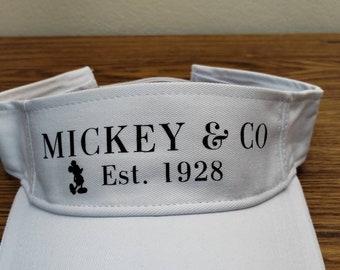 MICKEY & CO
Est. 1928